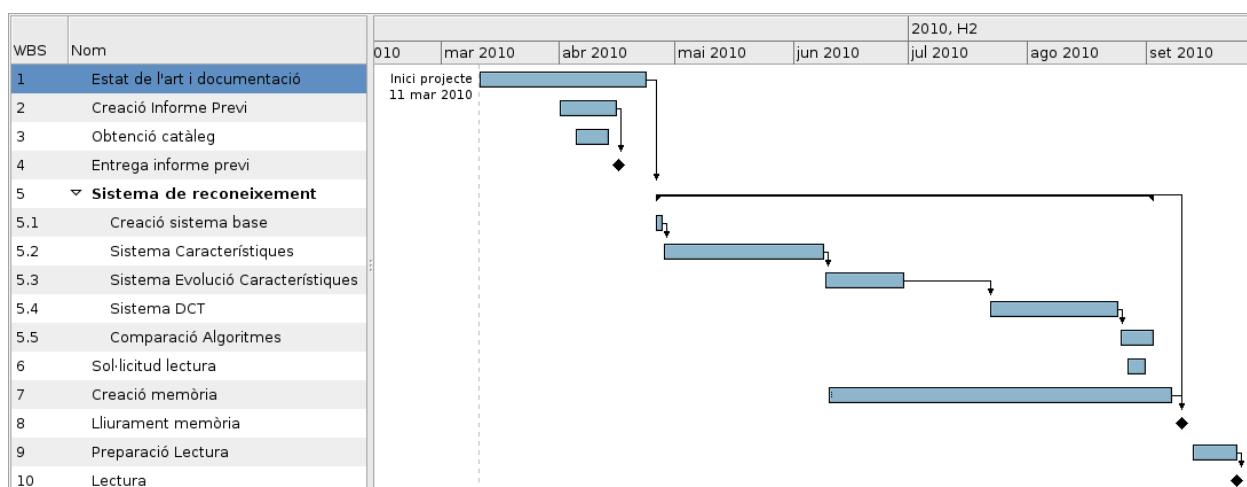 2010, H2
WBS Nom 010 mar 2010 abr 2010 mai 2010 jun 2010 jul 2010 ago 2010 set 2010
1 Estat de l'art i documentació Inici projecte
11 mar 2010
2 Creació Informe Previ
3 Obtenció catàleg
4 Entrega informe previ
5 Sistema de reconeixement
5.1 Creació sistema base
5.2 Sistema Característiques
5.3 Sistema Evolució Característiques
5.4 Sistema DCT
5.5 Comparació Algoritmes
6 Sol·licitud lectura
7 Creació memòria
8 Lliurament memòria
9 Preparació Lectura
10 Lectura